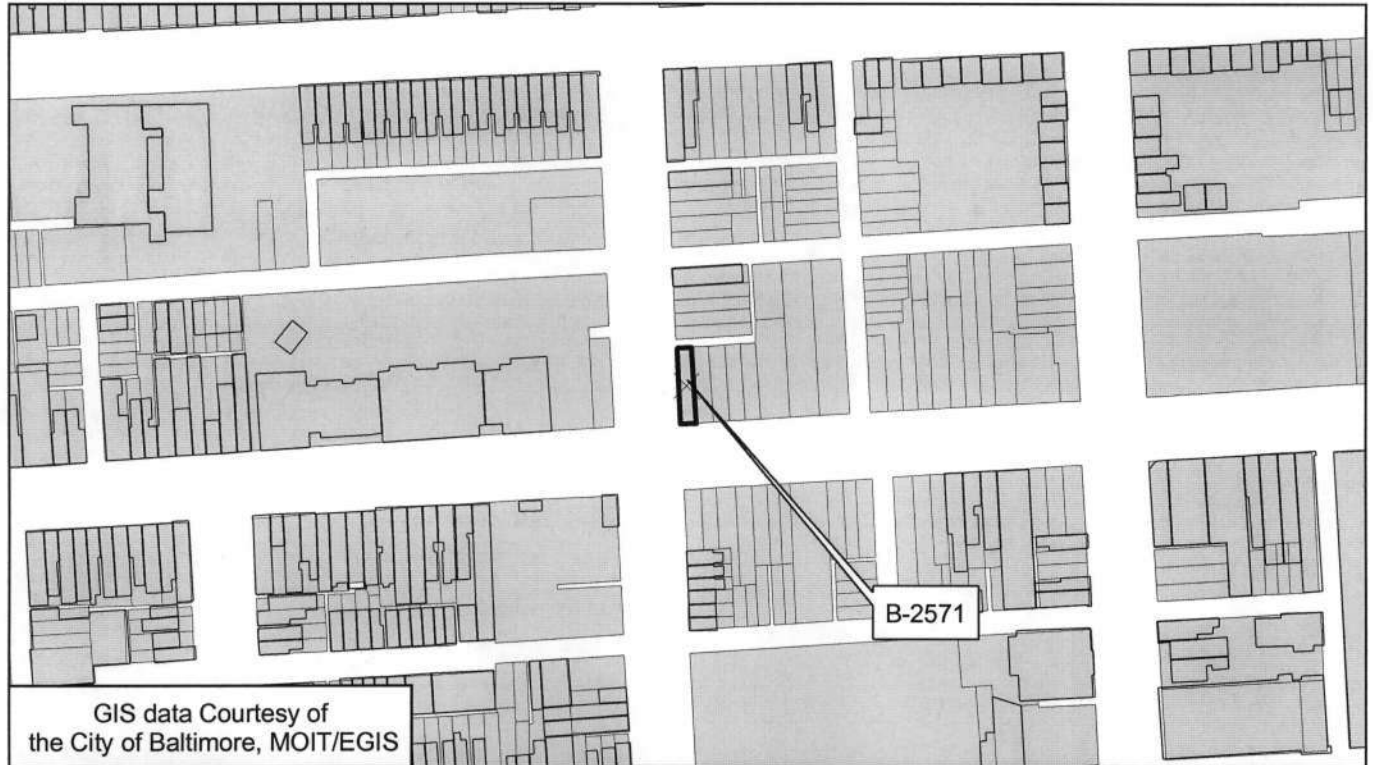 B-2571
GIS data Courtesy of
the City of Baltimore, MOIT/EGIS